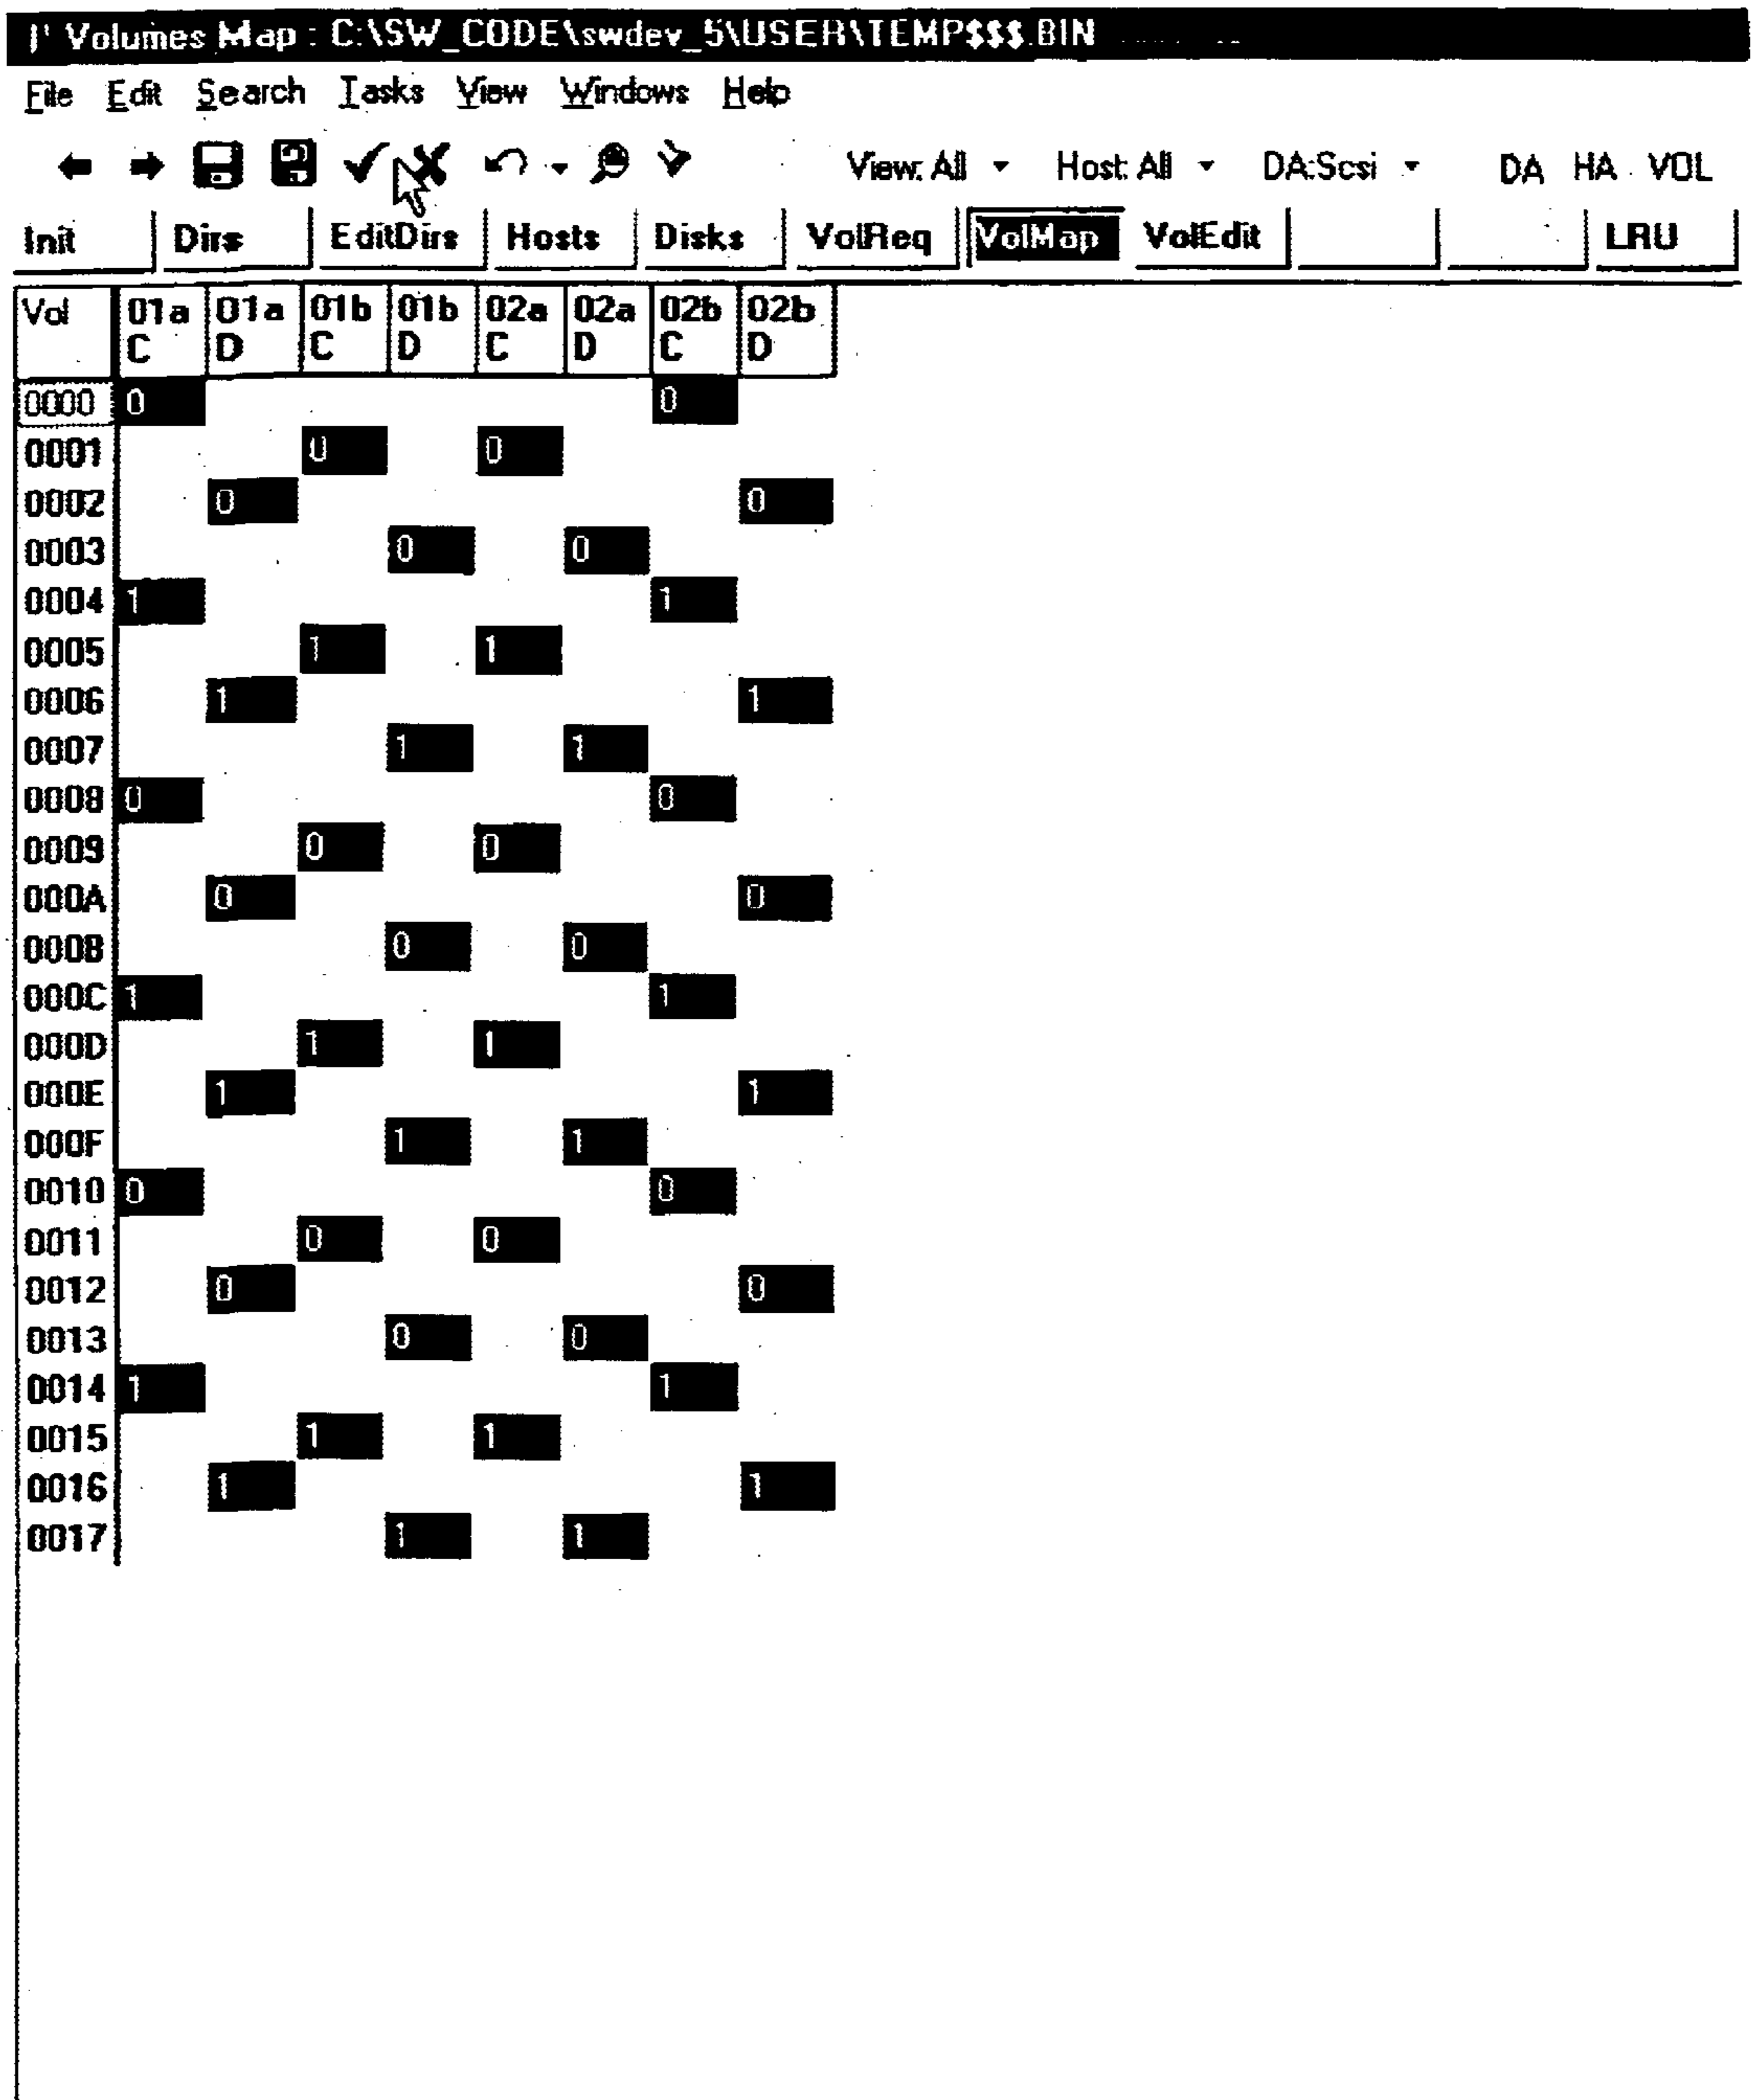 Volumes Map : C:\SW_CODE\swdev_5\USER\TEMP$$$.BIN
File Edit Search Tasks View Windows Help
View: All Host: All DA:Scsi DA HA VOL
Init Dirs EditDirs Hosts Disks VolReq VolMap VolEdit LRU
Vol 01a 01a 01b 01b 02a 02a 02b 02b
C D C D C D C D
0000 0 0
0001 0 0
0002 0 0
0003 0 0
0004 1 1
0005 1 1
0006 1 1
0007 1 1
0008 0 0
0009 0 0
000A 0 0
000B 0 0
000C 1 1
000D 1 1
000E 1 1
000F 1 1
0010 0 0
0011 0 0
0012 0 0
0013 0 0
0014 1 1
0015 1 1
0016 1 1
0017 1 1